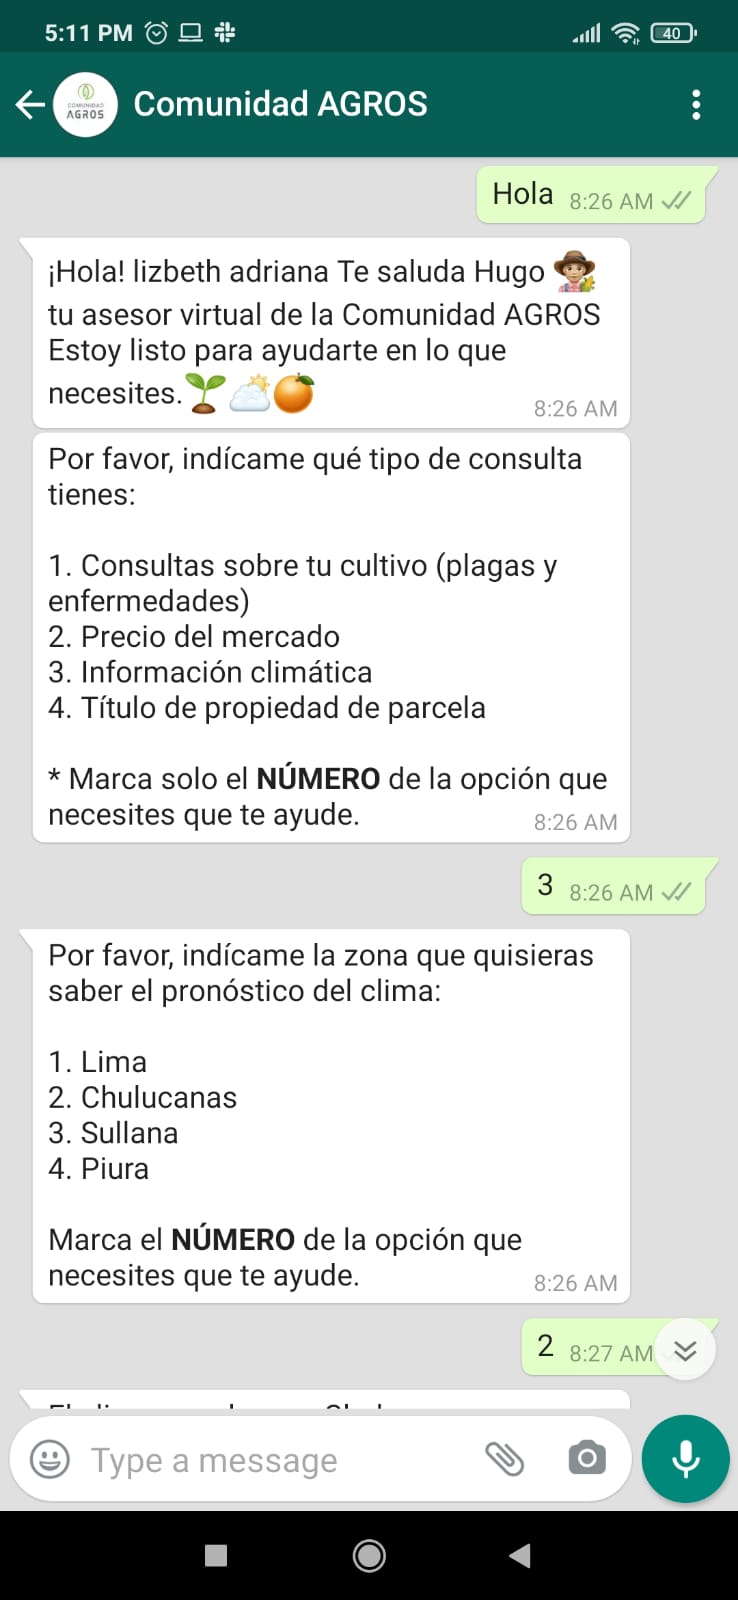 5:11 PM
40
COMUNIDAD
AGROS
Comunidad AGROS
Hola 8:26 AM
¡Hola! lizbeth adriana Te saluda Hugo
tu asesor virtual de la Comunidad AGROS
Estoy listo para ayudarte en lo que
necesites.
8:26 AM
Por favor, indícame qué tipo de consulta
tienes:
1. Consultas sobre tu cultivo (plagas y
enfermedades)
2. Precio del mercado
3. Información climática
4. Título de propiedad de parcela
* Marca solo el NÚMERO de la opción que
necesites que te ayude.
8:26 AM
3 8:26 AM
Por favor, indícame la zona que quisieras
saber el pronóstico del clima:
1. Lima
2. Chulucanas
3. Sullana
4. Piura
Marca el NÚMERO de la opción que
necesites que te ayude.
8:26 AM
2 8:27 AM
Type a message